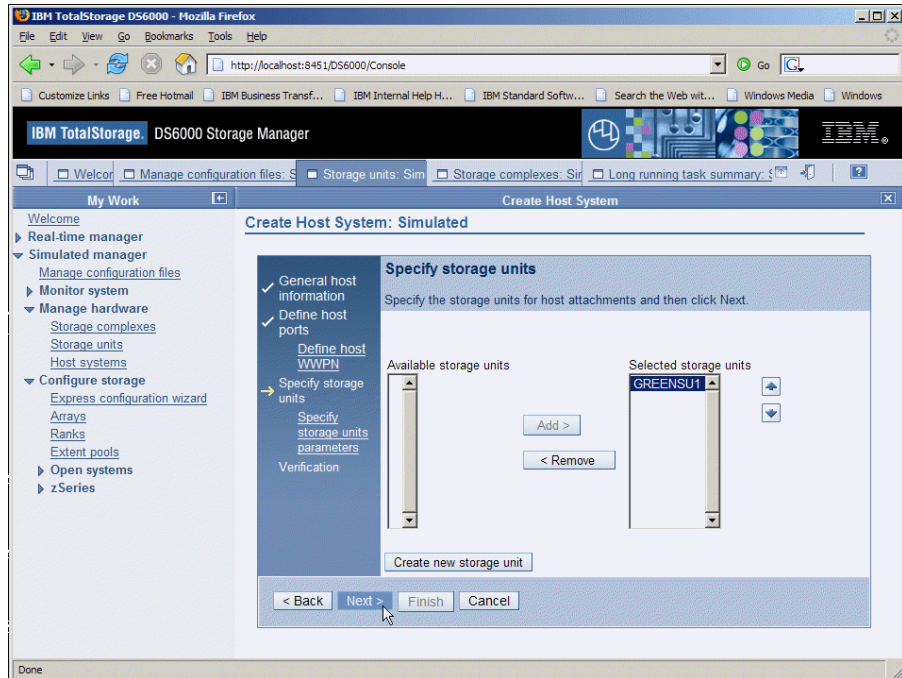 IBM TotalStorage DS6000 - Mozilla Firefox
File Edit View Go Bookmarks Tools Help
http://localhost:8451/DS6000/Console
Go
G
Customize Links Free Hotmail IBM Business Transf... IBM Internal Help H... IBM Standard Softw... Search the Web wit... Windows Media Windows
IBM TotalStorage. DS6000 Storage Manager
IBM
Welcor Manage configuration files: S Storage units: Sim Storage complexes: Sir Long running task summary: S ?
My Work
Create Host System
Welcome
Real-time manager
Simulated manager
Manage configuration files
Monitor system
Manage hardware
Storage complexes
Storage units
Host systems
Configure storage
Express configuration wizard
Arrays
Ranks
Extent pools
Open systems
zSeries
Create Host System: Simulated
General host
information
Define host
ports
Define host
WWPN
Specify storage
units
Specify
storage units
parameters
Verification
Specify storage units
Specify the storage units for host attachments and then click Next.
Available storage units
Selected storage units
GREENSU1
Add >
< Remove
Create new storage unit
< Back Next > Finish Cancel
Done